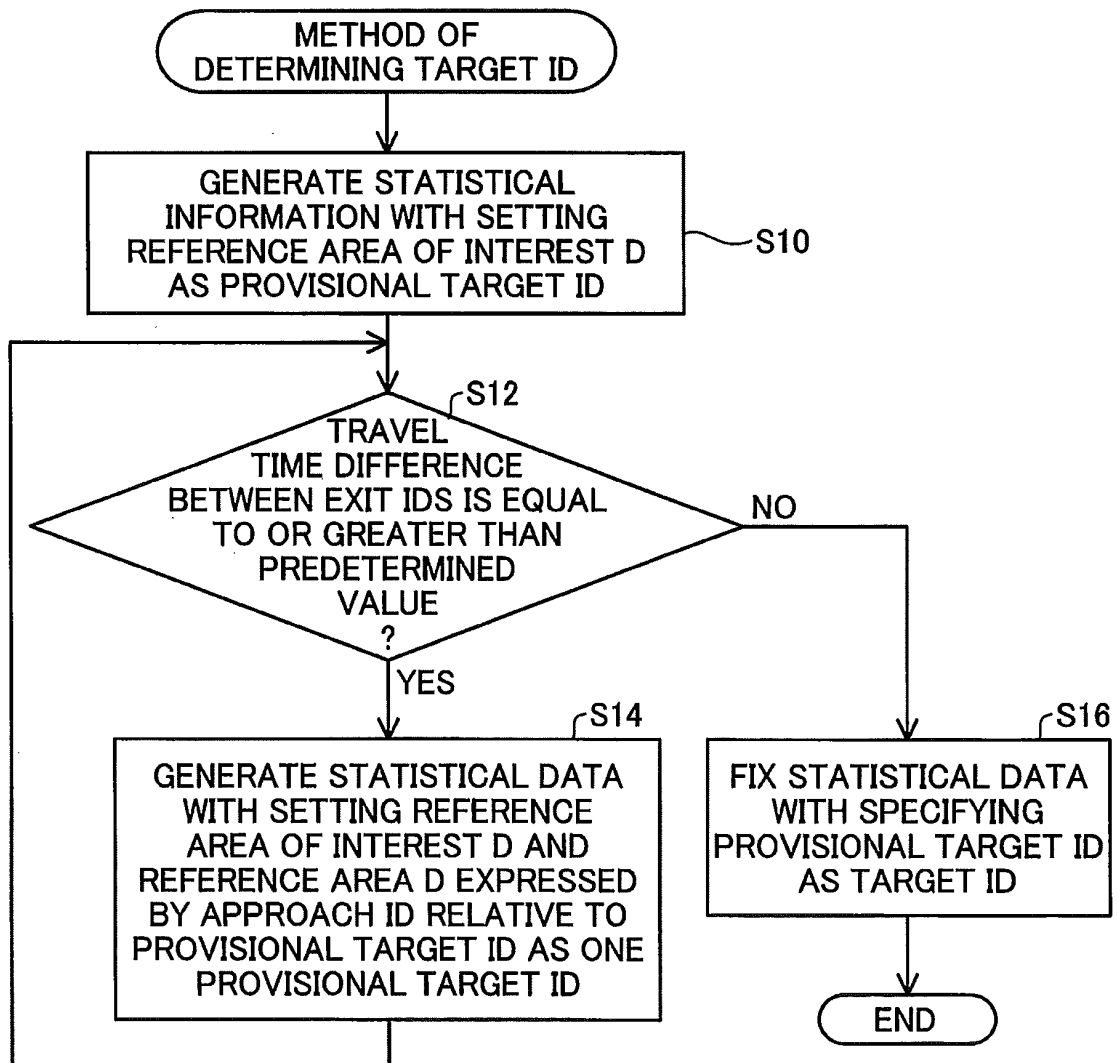 METHOD OF
DETERMINING TARGET ID
GENERATE STATISTICAL
INFORMATION WITH SETTING
REFERENCE AREA OF INTEREST D
AS PROVISIONAL TARGET ID
S10
S12
TRAVEL
TIME DIFFERENCE
BETWEEN EXIT IDS IS EQUAL
TO OR GREATER THAN
PREDETERMINED
VALUE
?
NO
YES
S14
GENERATE STATISTICAL DATA
WITH SETTING REFERENCE
AREA OF INTEREST D AND
REFERENCE AREA D EXPRESSED
BY APPROACH ID RELATIVE TO
PROVISIONAL TARGET ID AS ONE
PROVISIONAL TARGET ID
S16
FIX STATISTICAL DATA
WITH SPECIFYING
PROVISIONAL TARGET ID
AS TARGET ID
END